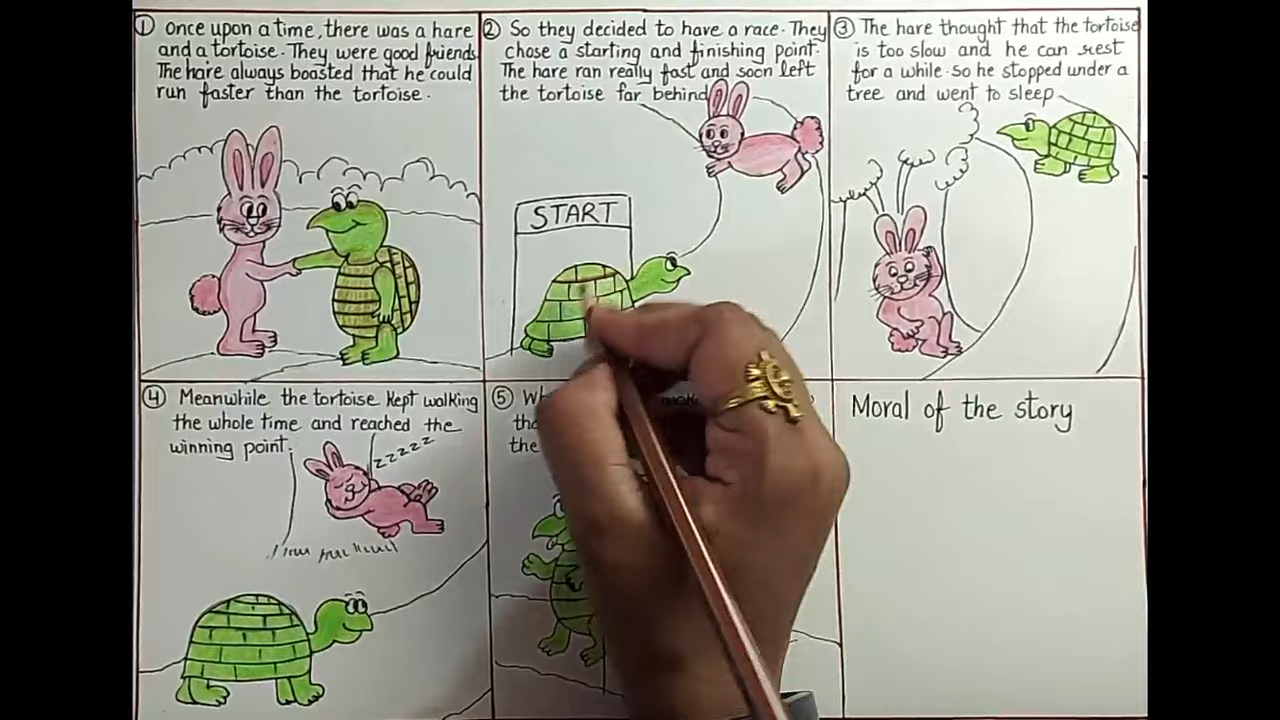 ① Once upon a time, there was a hare
and a tortoise. They were good friends.
The hare always boasted that he could
run faster than the tortoise.
② So they decided to have a race. They
chose a starting and finishing point.
The hare ran really fast and soon left
the tortoise far behind
START
③ The hare thought that the tortoise
is too slow and he can rest
for a while. so he stopped under a
tree and went to sleep
④ Meanwhile the tortoise kept walking
the whole time and reached the
winning point.
zzzzz
⑤
the
Moral of the story